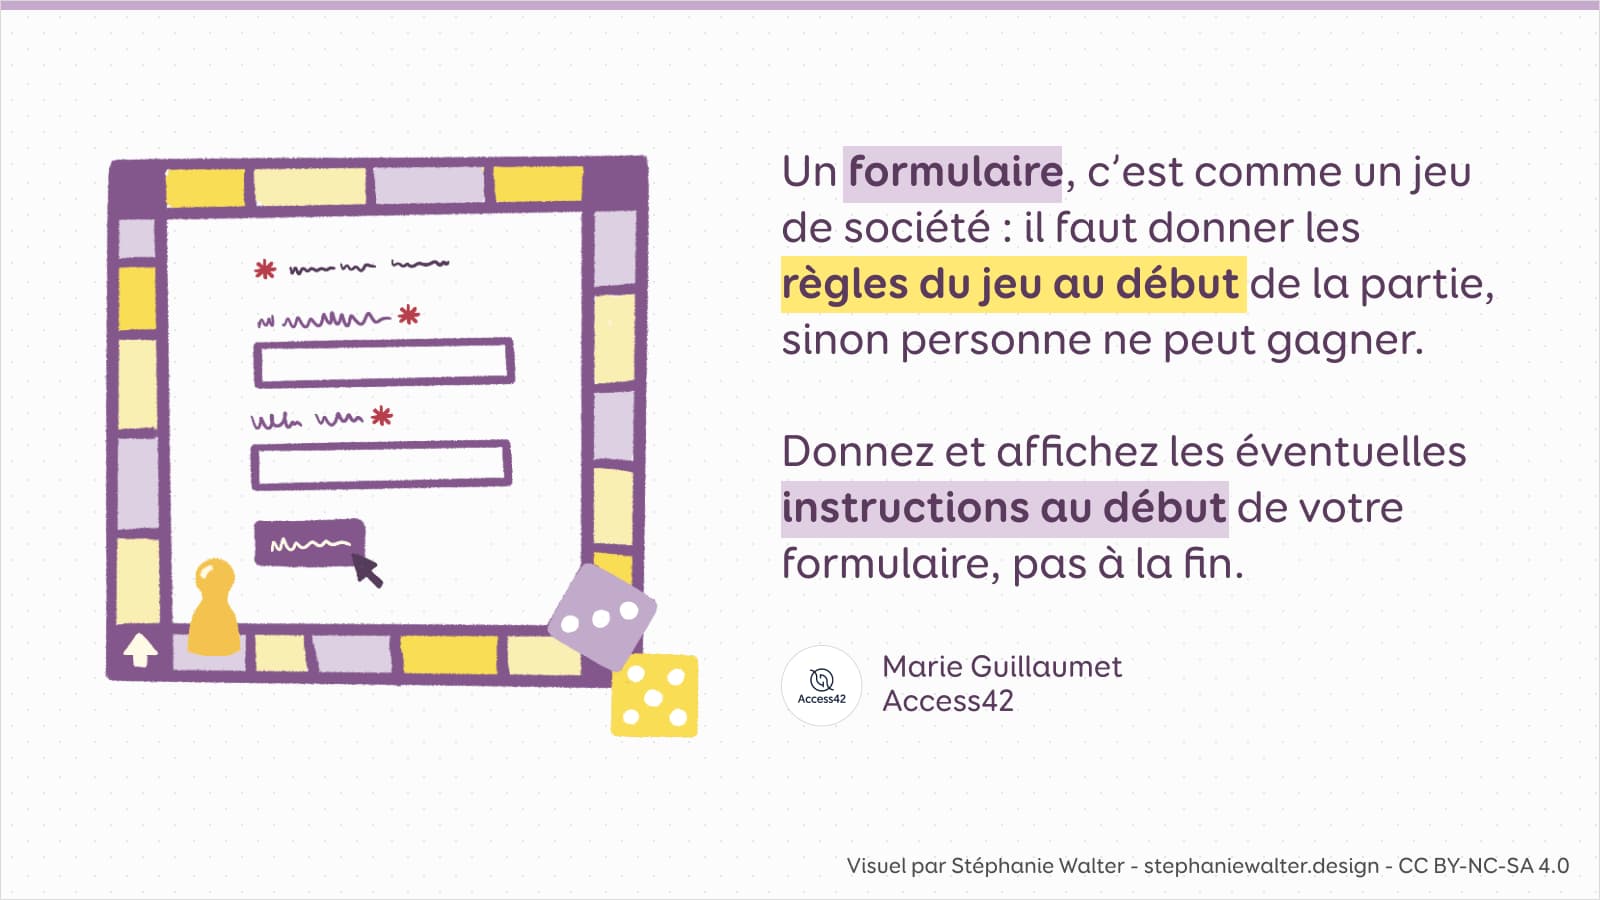 Un formulaire, c’est comme un jeu
de société : il faut donner les
règles du jeu au début de la partie,
sinon personne ne peut gagner.
Donnez et affichez les éventuelles
instructions au début de votre
formulaire, pas à la fin.
Access42
Marie Guillaumet
Access42
Visuel par Stéphanie Walter - stephaniewalter.design - CC BY-NC-SA 4.0